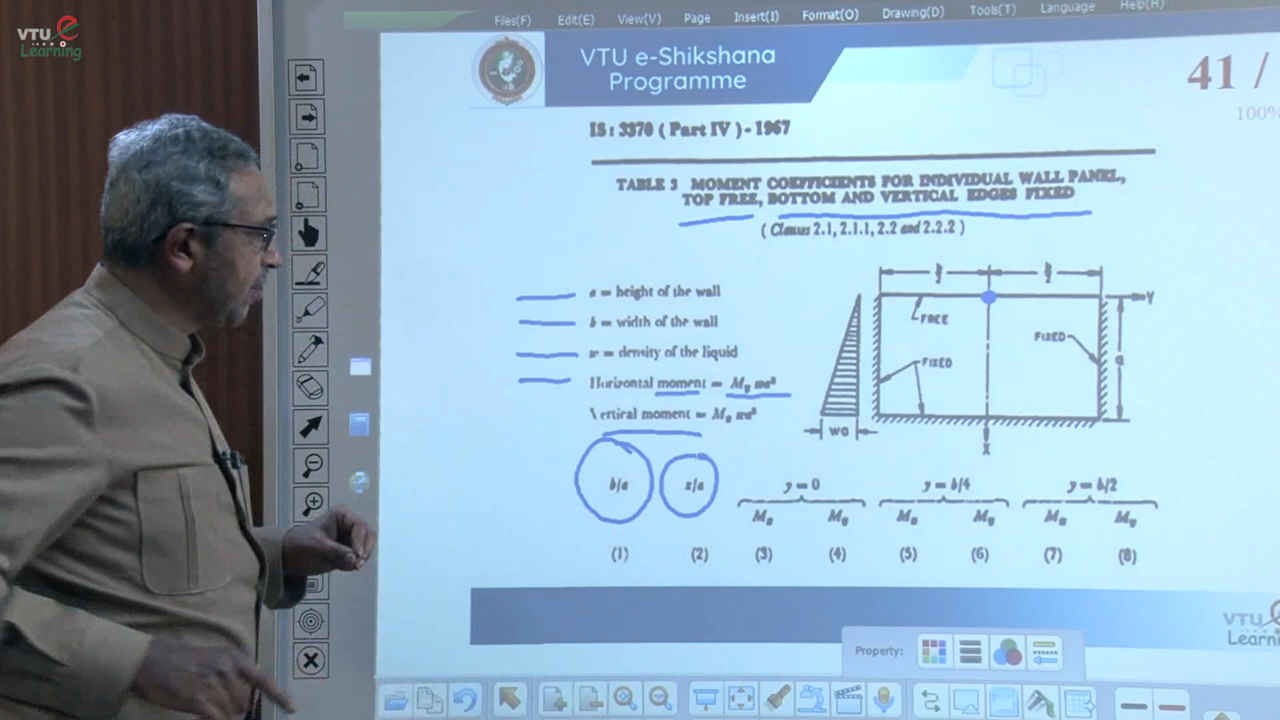 VTU e
Learning
Files(F) Edit(E) View(V) Page Insert(I) Format(O) Drawing(D) Tools(T) Language Help(H)
VTU e-Shikshana
Programme
41 /
100%
IS : 3370 ( Part IV ) - 1967
TABLE 3 MOMENT COEFFICIENTS FOR INDIVIDUAL WALL PANEL,
TOP FREE, BOTTOM AND VERTICAL EDGES FIXED
( Clauses 2.1, 2.1.1, 2.2 and 2.2.2 )
a = height of the wall
b = width of the wall
w = density of the liquid
Horizontal moment = My wa³
Vertical moment = Mx wa³
Y
FREE
FIXED
FIXED
a
wa
X
b/a x/a y = 0 y = b/4 y = b/2
Mx My Mx My Mx My
(1) (2) (3) (4) (5) (6) (7) (8)
VTU e
Learn
Property: